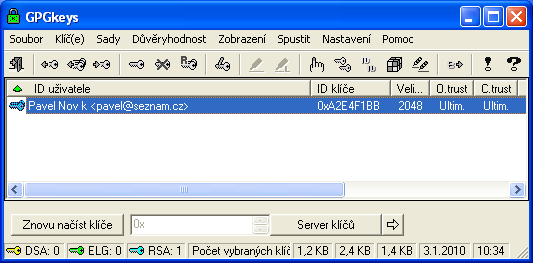 GPGkeys
Soubor Klíč(e) Sady Důvěryhodnost Zobrazení Spustit Nastavení Pomoc
ID uživatele ID klíče Veli... O.trust C.trust
Pavel Nov k <pavel@seznam.cz> 0xA2E4F1BB 2048 Ultim. Ultim.
Znovu načíst klíče 0x Server klíčů
DSA: 0 ELG: 0 RSA: 1 Počet vybraných klíč 1,2 KB 2,4 KB 1,4 KB 3.1.2010 10:34